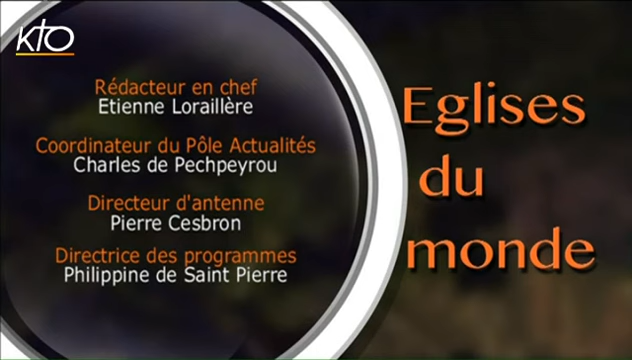 kto
Rédacteur en chef
Etienne Loraillère
Coordinateur du Pôle Actualités
Charles de Pechpeyrou
Directeur d'antenne
Pierre Cesbron
Directrice des programmes
Philippine de Saint Pierre
Eglises
du
monde